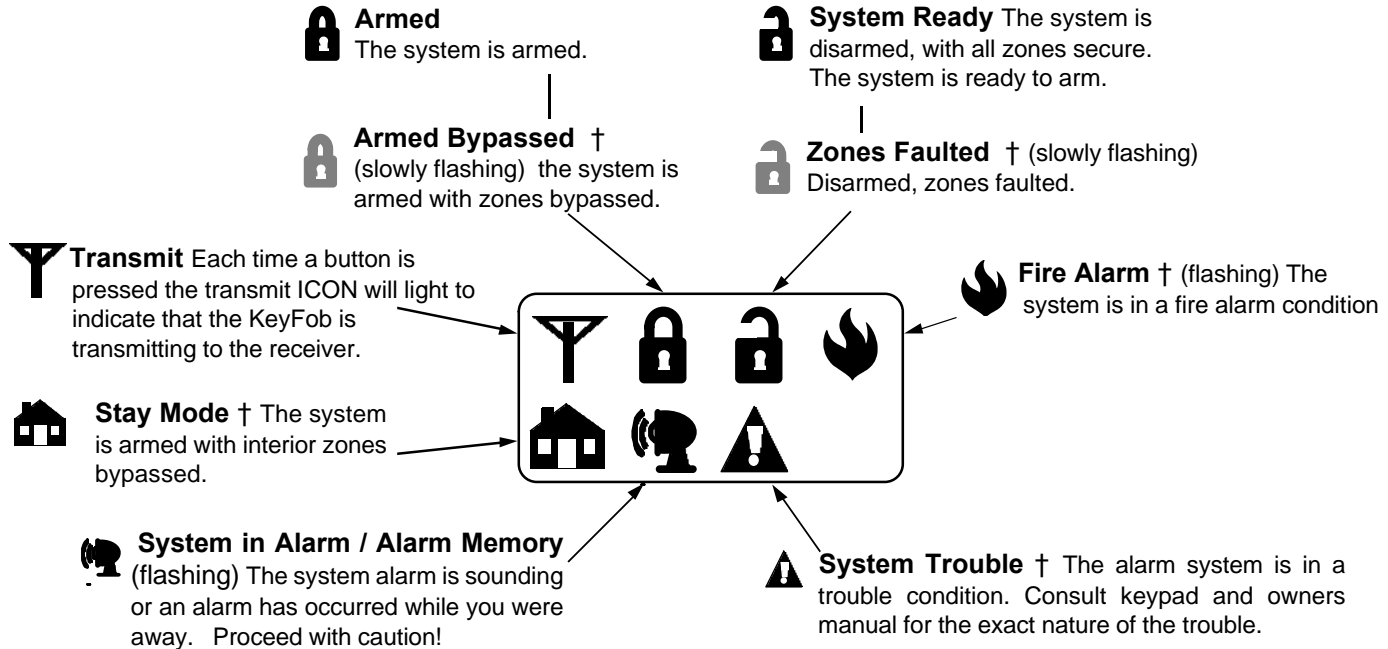 Armed
The system is armed.
System Ready The system is
disarmed, with all zones secure.
The system is ready to arm.
Armed Bypassed †
(slowly flashing) the system is
armed with zones bypassed.
Zones Faulted † (slowly flashing)
Disarmed, zones faulted.
Transmit Each time a button is
pressed the transmit ICON will light to
indicate that the KeyFob is
transmitting to the receiver.
Fire Alarm † (flashing) The
system is in a fire alarm condition
Stay Mode † The system
is armed with interior zones
bypassed.
System in Alarm / Alarm Memory
(flashing) The system alarm is sounding
or an alarm has occurred while you were
away. Proceed with caution!
System Trouble † The alarm system is in a
trouble condition. Consult keypad and owners
manual for the exact nature of the trouble.